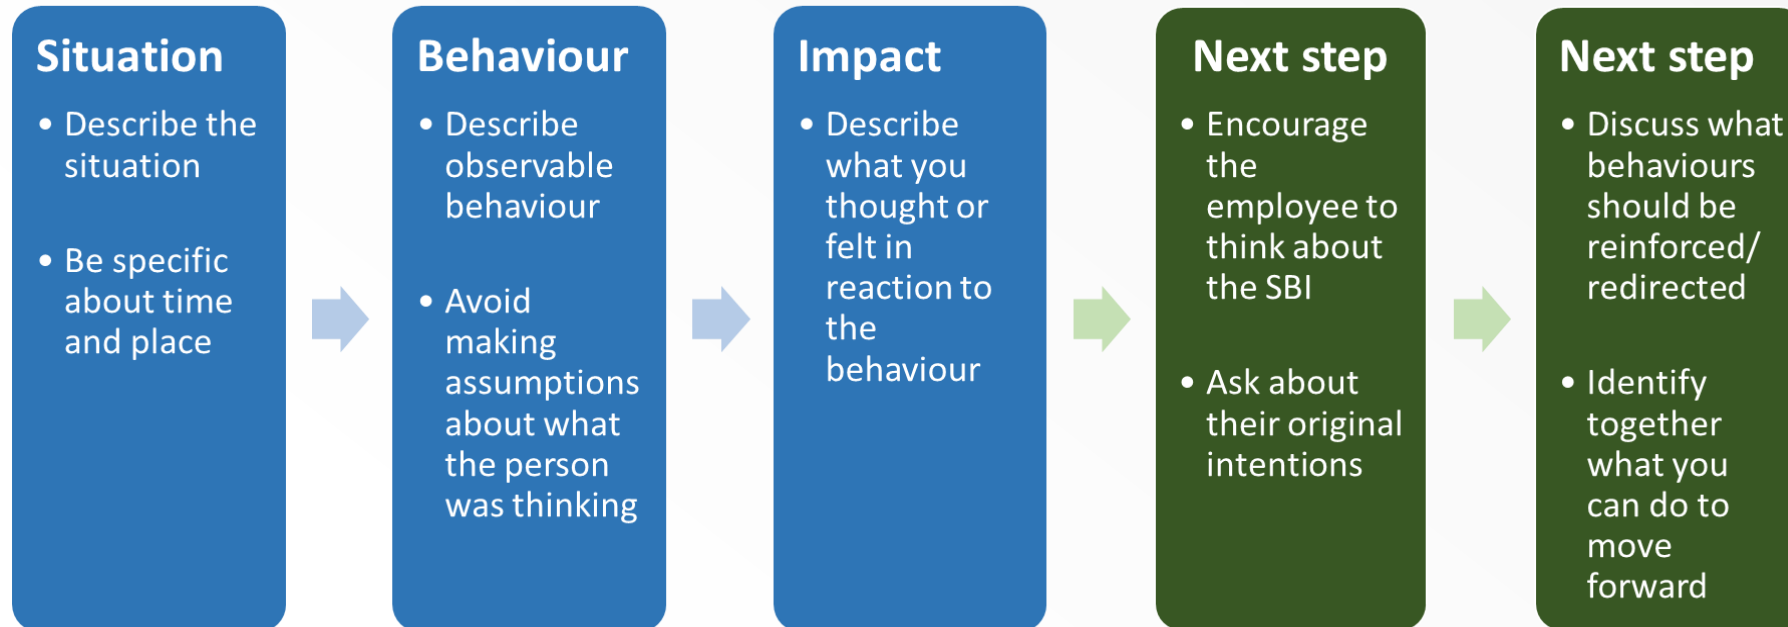 Situation
• Describe the
situation
• Be specific
about time
and place
Behaviour
• Describe
observable
behaviour
• Avoid
making
assumptions
about what
the person
was thinking
Impact
• Describe
what you
thought or
felt in
reaction to
the
behaviour
Next step
• Encourage
the
employee to
think about
the SBI
• Ask about
their original
intentions
Next step
• Discuss what
behaviours
should be
reinforced/
redirected
• Identify
together
what you
can do to
move
forward